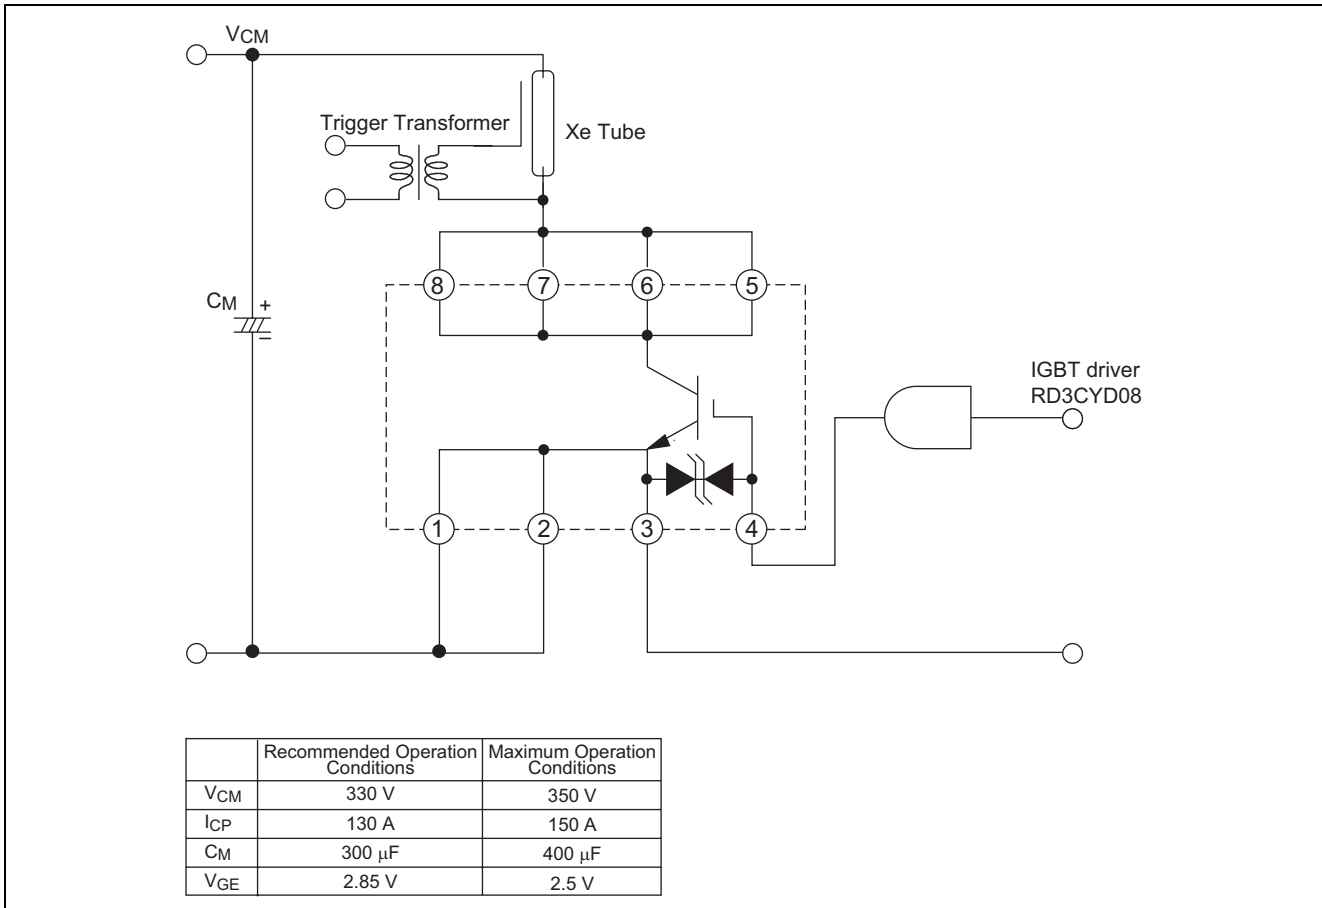 VCM
Trigger Transformer
Xe Tube
8
7
6
5
CM
+
−
IGBT driver
RD3CYD08
1
2
3
4
Recommended Operation Conditions
Maximum Operation Conditions
VCM 330 V 350 V
ICP 130 A 150 A
CM 300 μF 400 μF
VGE 2.85 V 2.5 V